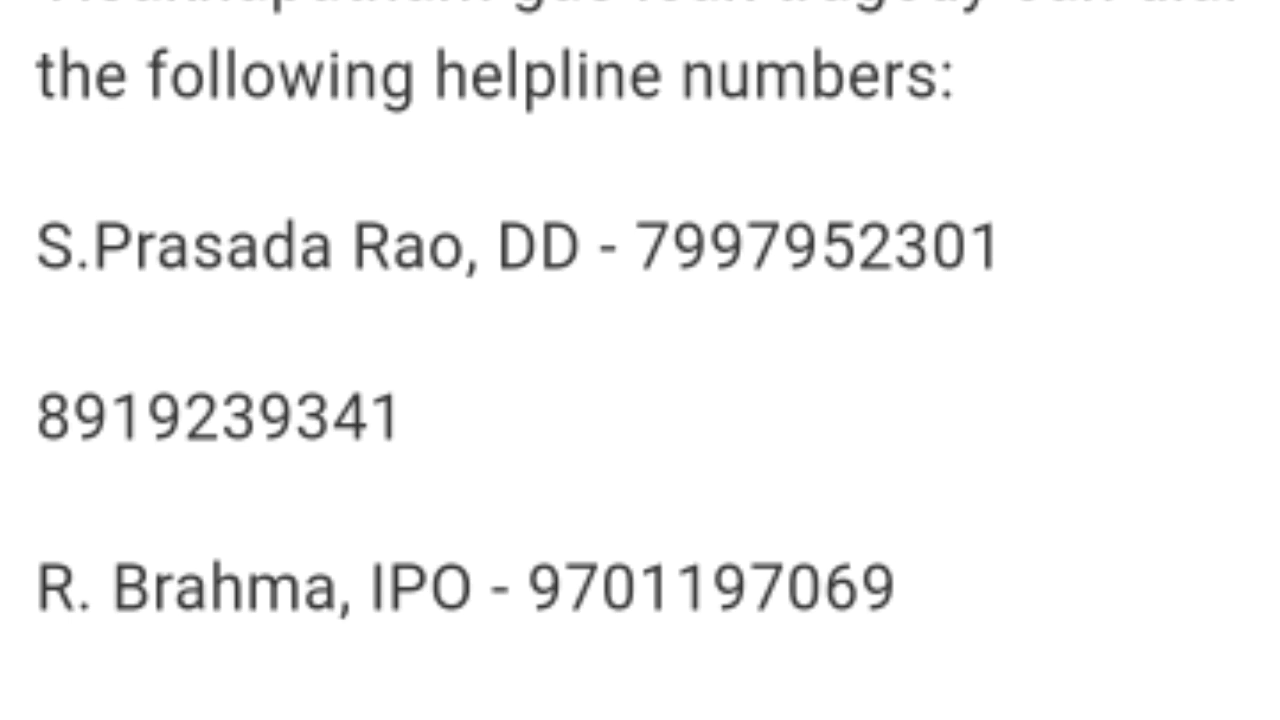 the following helpline numbers:
S.Prasada Rao, DD - 7997952301
8919239341
R. Brahma, IPO - 9701197069